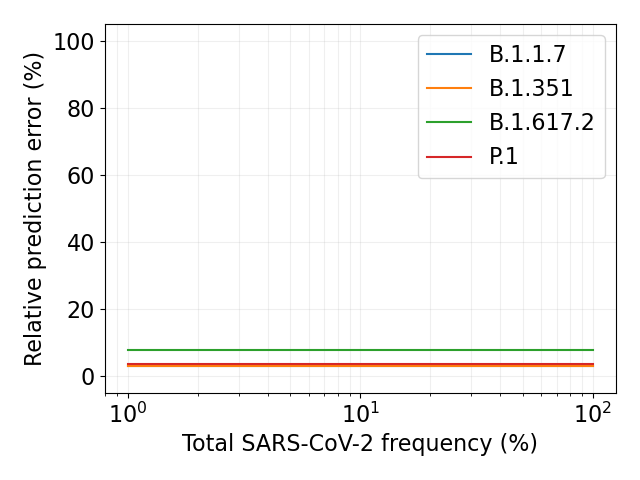 Relative prediction error (%)
100
80
60
40
20
0
10⁰
10¹
10²
Total SARS-CoV-2 frequency (%)
B.1.1.7
B.1.351
B.1.617.2
P.1